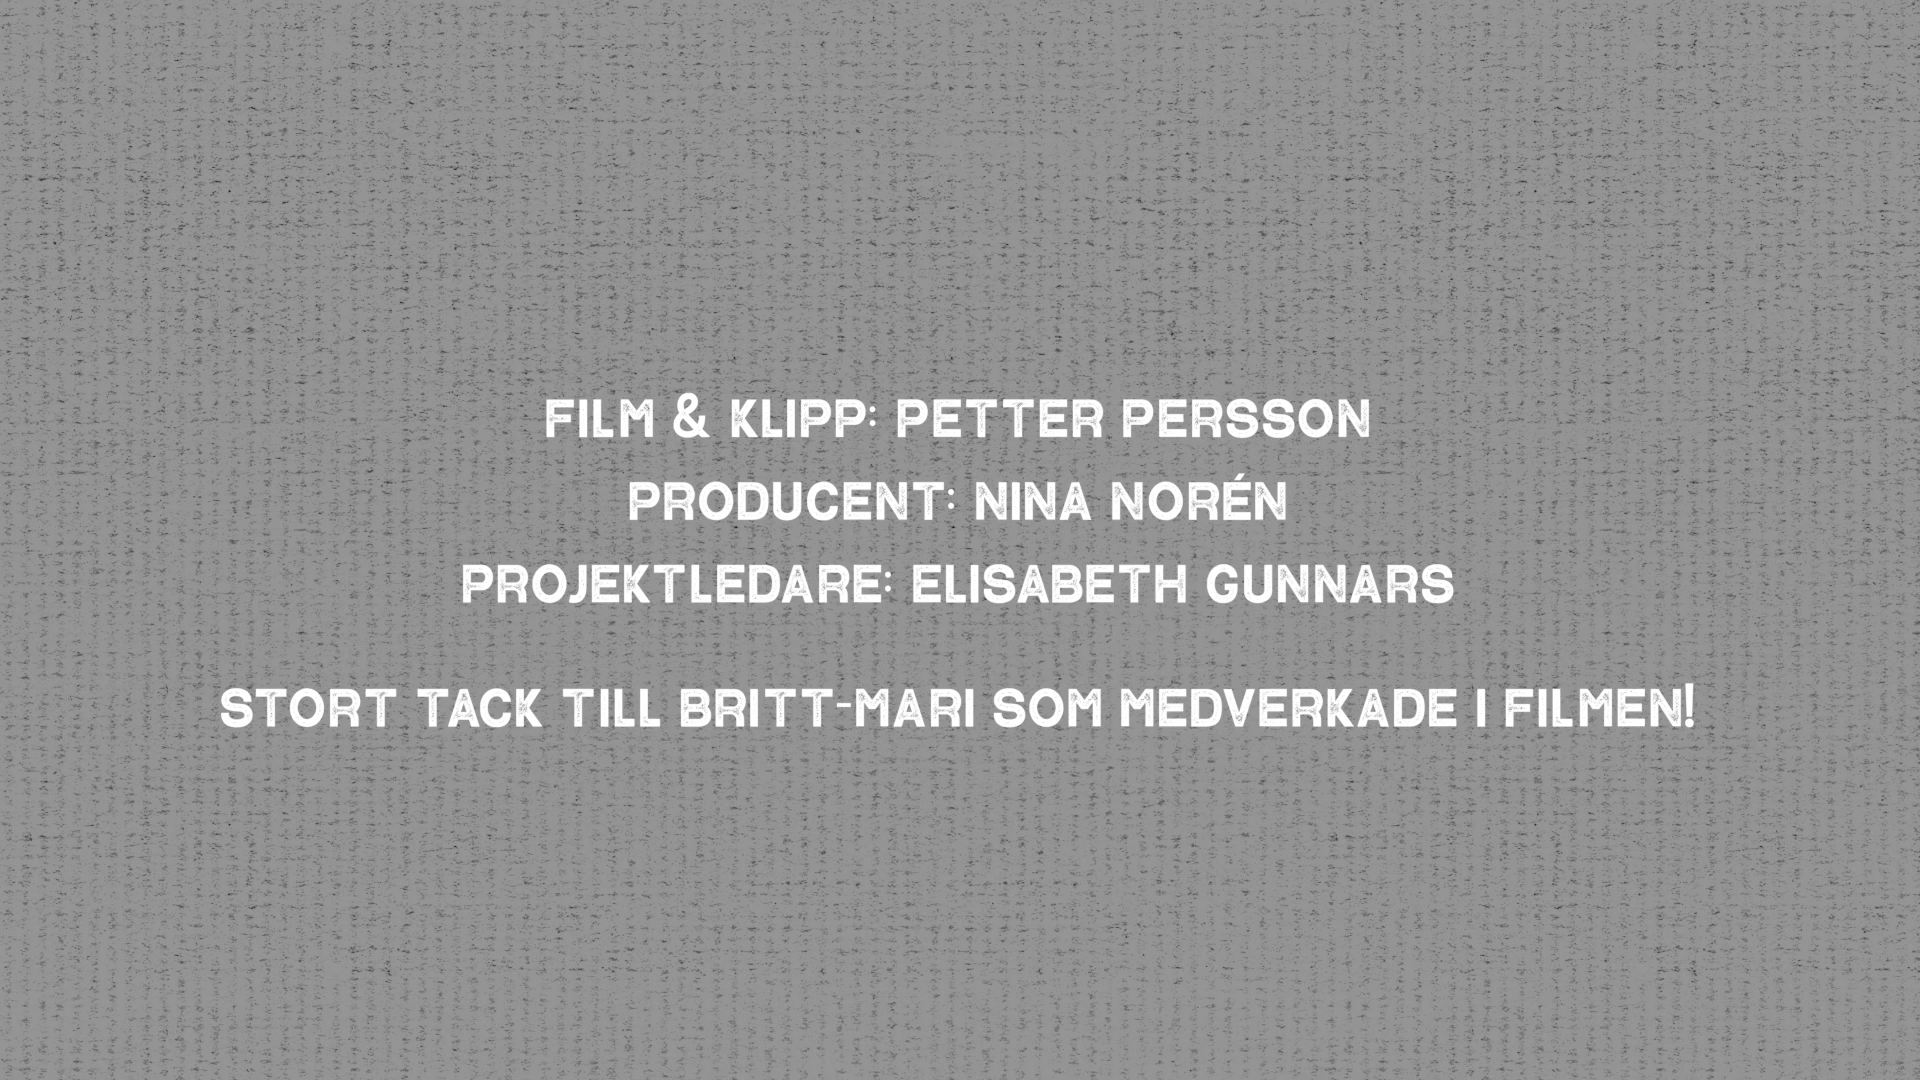 FILM & KLIPP: PETTER PERSSON
PRODUCENT: NINA NORÉN
PROJEKTLEDARE: ELISABETH GUNNARS
STORT TACK TILL BRITT-MARI SOM MEDVERKADE I FILMEN!